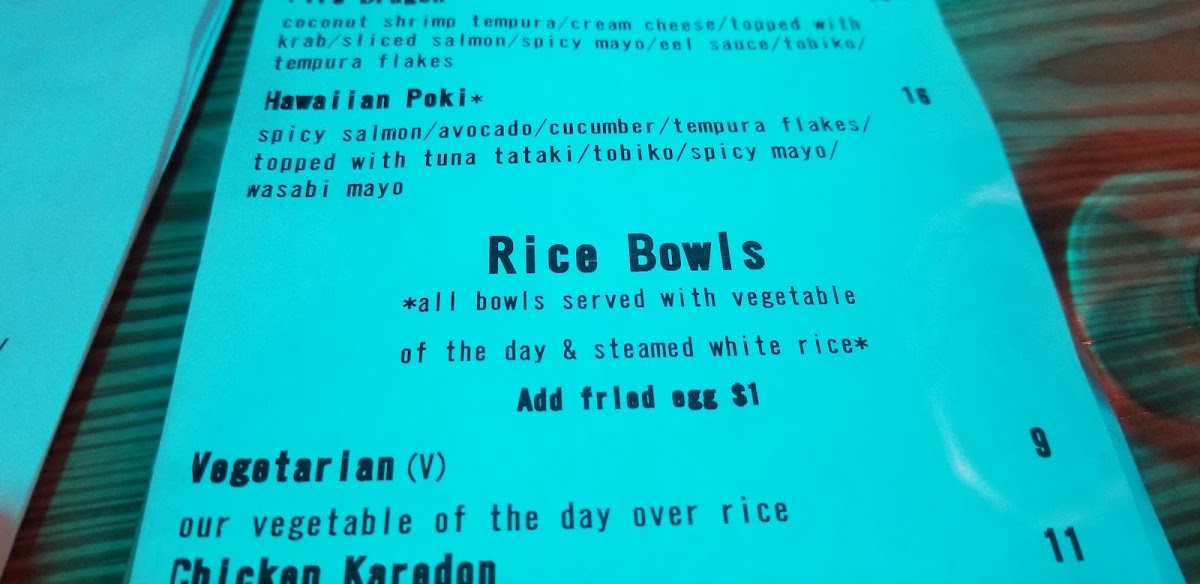 coconut shrimp tempura/cream cheese/topped with
krab/sliced salmon/spicy mayo/eel sauce/tobiko/
tempura flakes
Hawaiian Poki* 16
spicy salmon/avocado/cucumber/tempura flakes/
topped with tuna tataki/tobiko/spicy mayo/
wasabi mayo
Rice Bowls
*all bowls served with vegetable
of the day & steamed white rice*
Add fried egg $1
Vegetarian (V) 9
our vegetable of the day over rice
Chicken Karedon 11